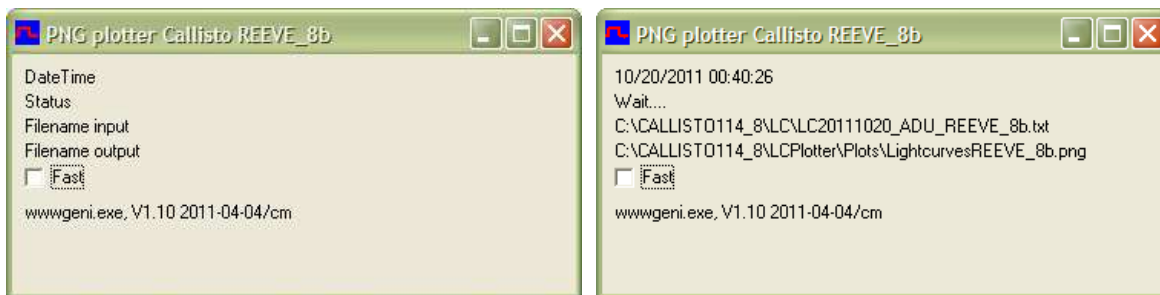 PNG plotter Callisto REEVE_8b
DateTime
Status
Filename input
Filename output
Fast
wwwgeni.exe, V1.10 2011-04-04/cm
PNG plotter Callisto REEVE_8b
10/20/2011 00:40:26
Wait....
C:\CALLISTO114_8\LC\LC20111020_ADU_REEVE_8b.txt
C:\CALLISTO114_8\LCPlotter\Plots\LightcurvesREEVE_8b.png
Fast
wwwgeni.exe, V1.10 2011-04-04/cm